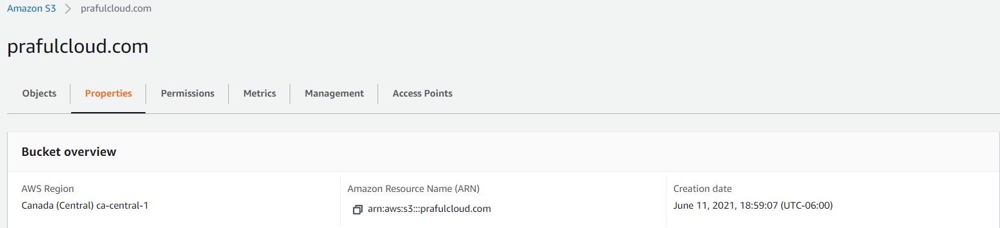 Amazon S3 > prafulcloud.com
prafulcloud.com
Objects Properties Permissions Metrics Management Access Points
Bucket overview
AWS Region Amazon Resource Name (ARN) Creation date
Canada (Central) ca-central-1 arn:aws:s3:::prafulcloud.com June 11, 2021, 18:59:07 (UTC-06:00)